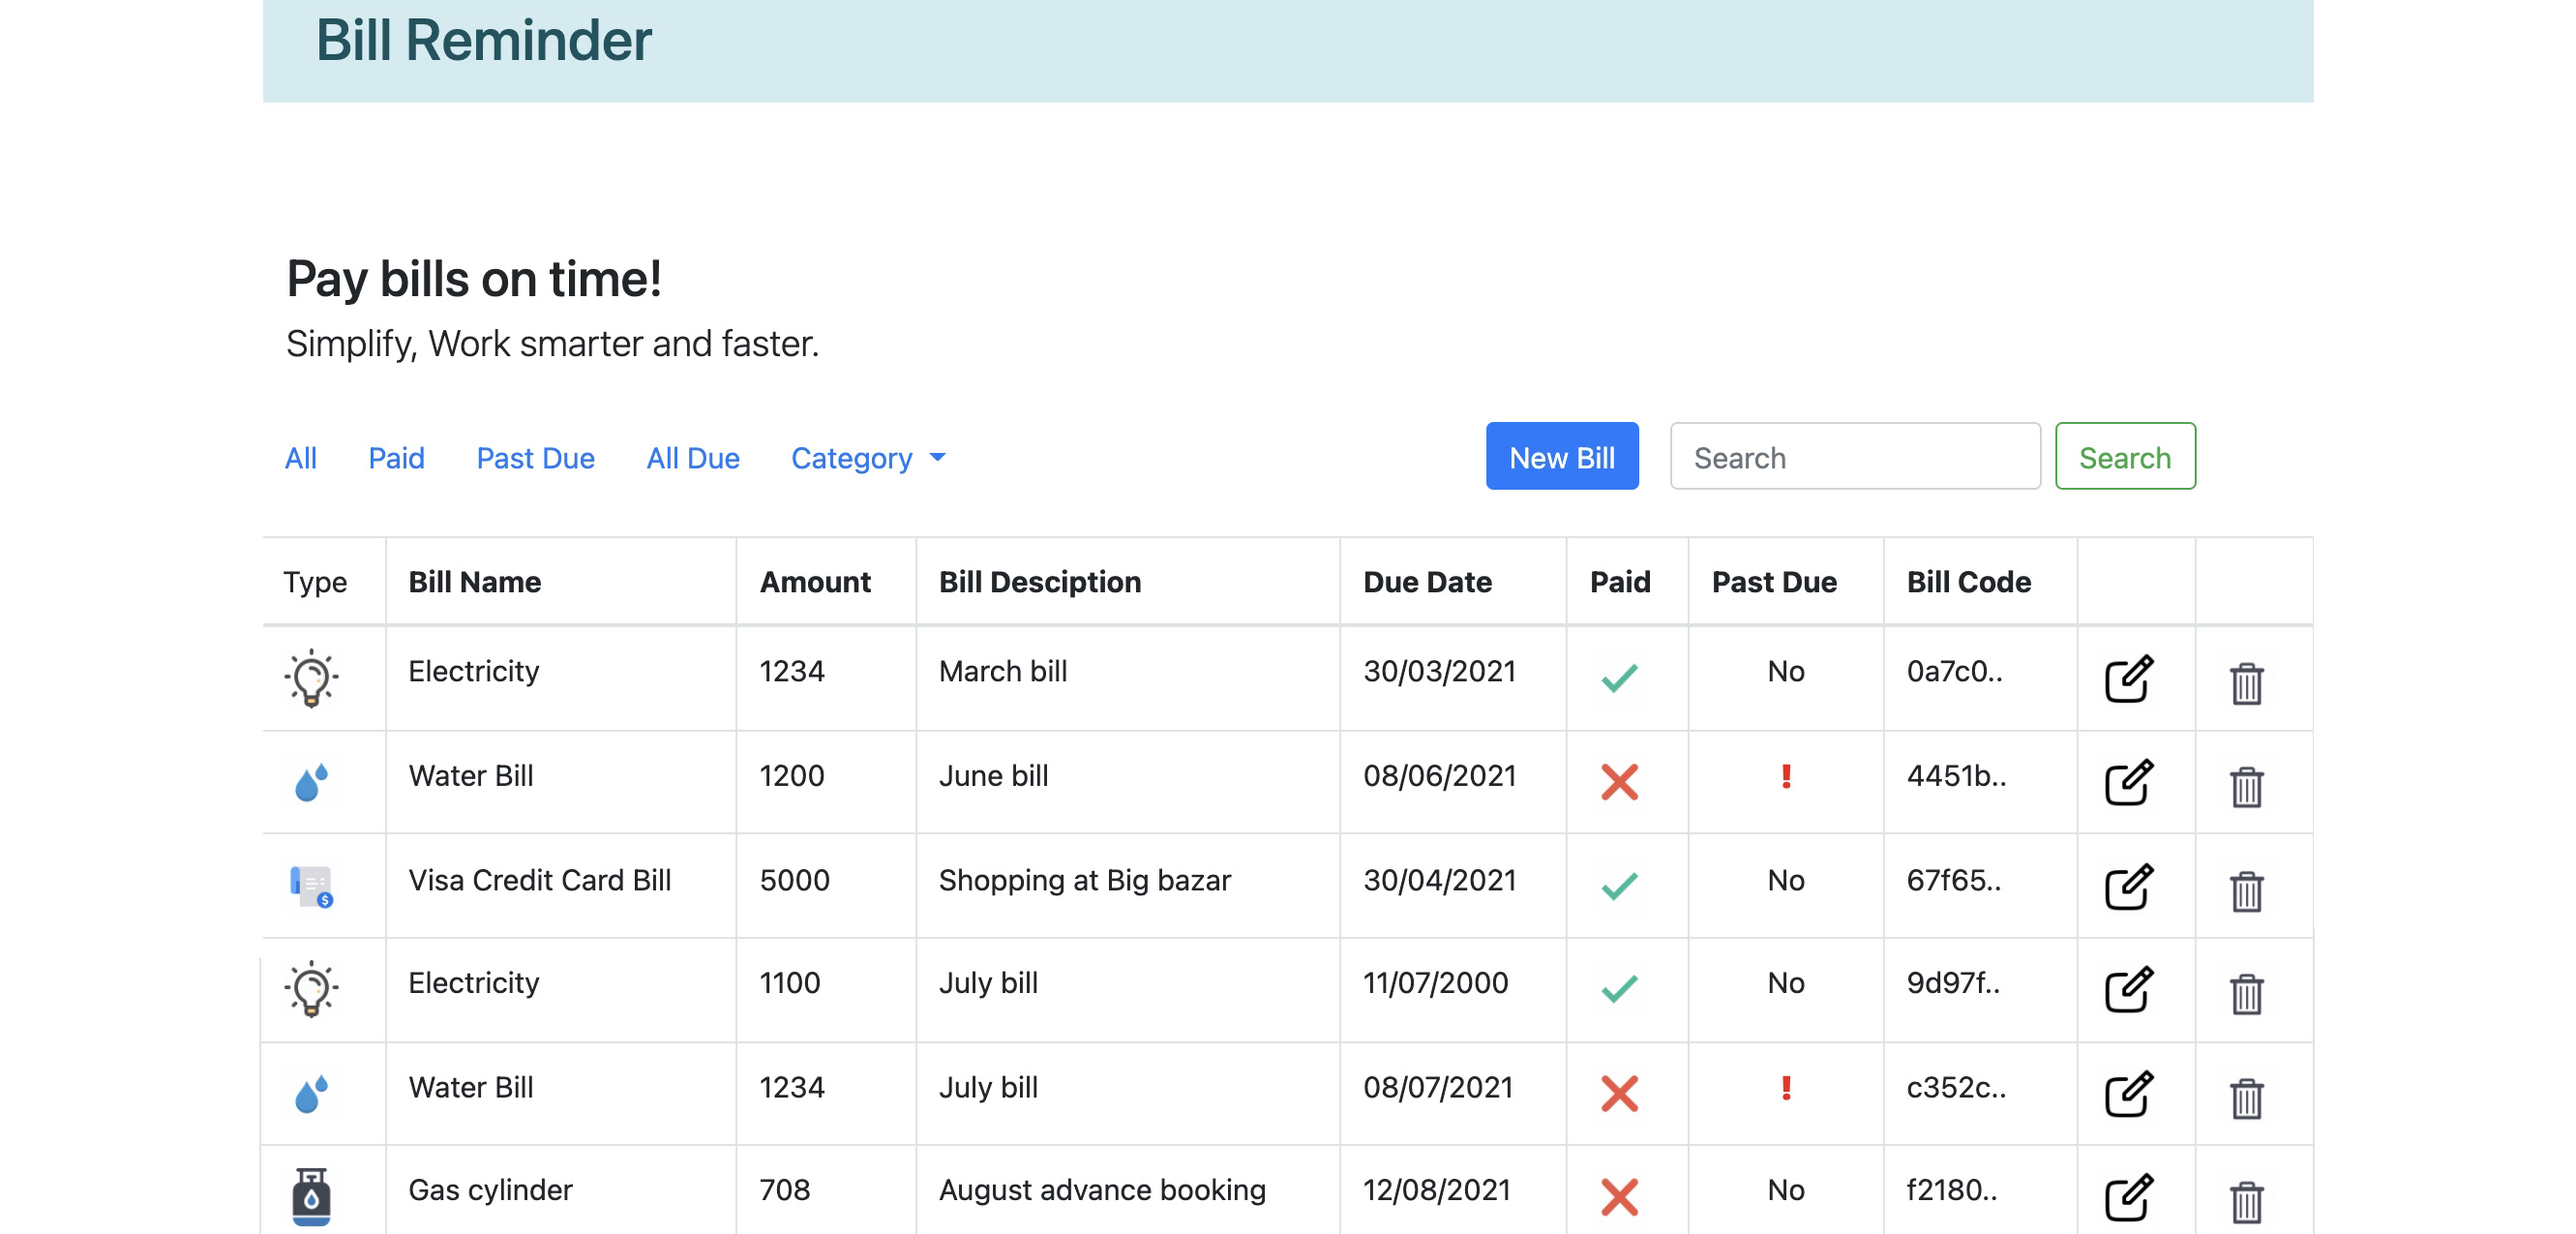 Bill Reminder
Pay bills on time!
Simplify, Work smarter and faster.
All Paid Past Due All Due Category New Bill Search Search
Type Bill Name Amount Bill Desciption Due Date Paid Past Due Bill Code
Electricity 1234 March bill 30/03/2021 No 0a7c0..
Water Bill 1200 June bill 08/06/2021 ! 4451b..
Visa Credit Card Bill 5000 Shopping at Big bazar 30/04/2021 No 67f65..
Electricity 1100 July bill 11/07/2000 No 9d97f..
Water Bill 1234 July bill 08/07/2021 ! c352c..
Gas cylinder 708 August advance booking 12/08/2021 No f2180..